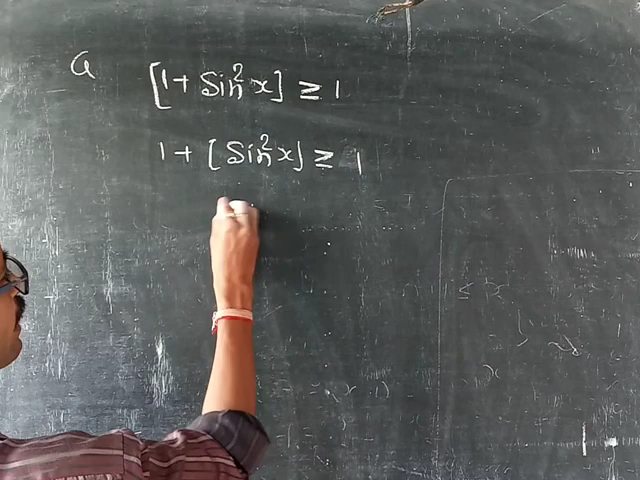 Q [1 + Sin²x] ≥ 1
1 + [Sin²x] ≥ 1